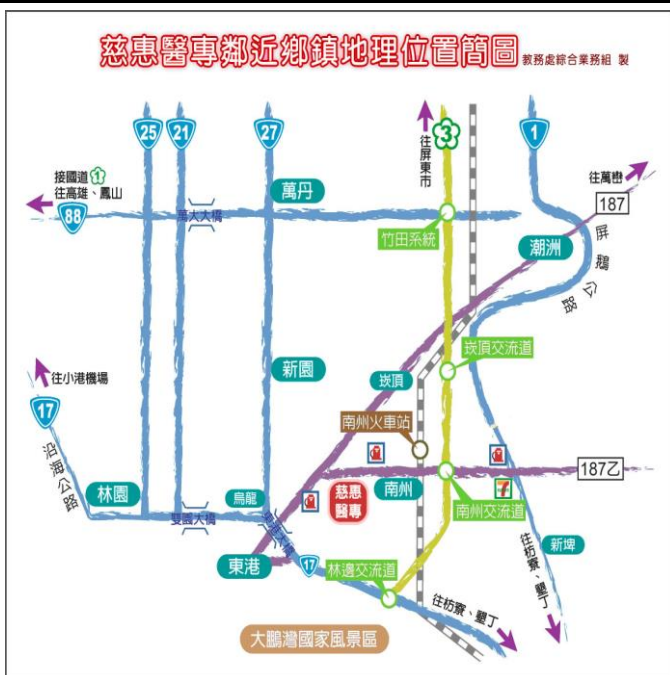 慈惠醫專鄰近鄉鎮地理位置簡圖 教務處綜合業務組 製
25
21
27
往屏東市
3
1
接國道1
往高雄、鳳山
88
萬大大橋
萬丹
竹田系統
往萬巒
187
潮洲
屏鵝公路
往小港機場
17
沿海公路
新園
崁頂
崁頂交流道
南州火車站
187乙
林園
雙園大橋
烏龍
慈惠
醫專
南州
7
南州交流道
東港
17
林邊交流道
新埤
往枋寮、墾丁
往枋寮、墾丁
大鵬灣國家風景區